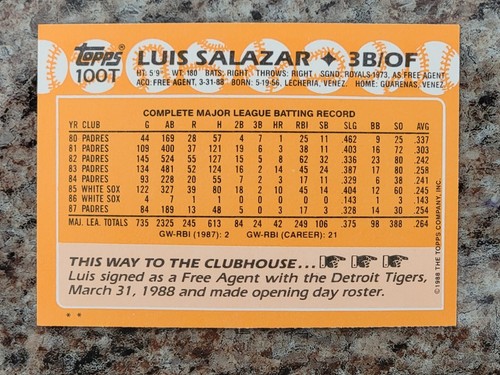 topps®
100T
LUIS SALAZAR ✦ 3B/OF
HT: 5'9" WT: 180 BATS: RIGHT. THROWS: RIGHT. SGND: ROYALS-1973, AS FREE AGENT
ACQ: FREE AGENT, 3-31-88 BORN: 5-19-56, LECHERIA, VENEZ. HOME: GUARENAS, VENEZ.
COMPLETE MAJOR LEAGUE BATTING RECORD
YR CLUB G AB R H 2B 3B HR RBI SB SLG BB SO AVG
80 PADRES 44 169 28 57 4 7 1 25 11 .462 9 25 .337
81 PADRES 109 400 37 121 19 6 3 38 11 .403 16 72 .303
82 PADRES 145 524 55 127 15 5 8 62 32 .336 23 80 .242
83 PADRES 134 481 52 124 16 2 14 45 24 .387 17 80 .258
84 PADRES 93 228 20 55 7 2 3 17 11 .329 6 38 .241
85 WHITE SOX 122 327 39 80 18 2 10 45 14 .404 12 60 .245
86 WHITE SOX 4 7 1 1 0 0 0 0 0 .143 1 3 .143
87 PADRES 84 189 13 48 5 0 3 17 3 .328 14 30 .254
MAJ. LEA. TOTALS 735 2325 245 613 84 24 42 249 106 .375 98 388 .264
GW-RBI (1987): 2 GW-RBI (CAREER): 21
THIS WAY TO THE CLUBHOUSE...
Luis signed as a Free Agent with the Detroit Tigers,
March 31, 1988 and made opening day roster.
© 1988 THE TOPPS COMPANY, INC.
* *